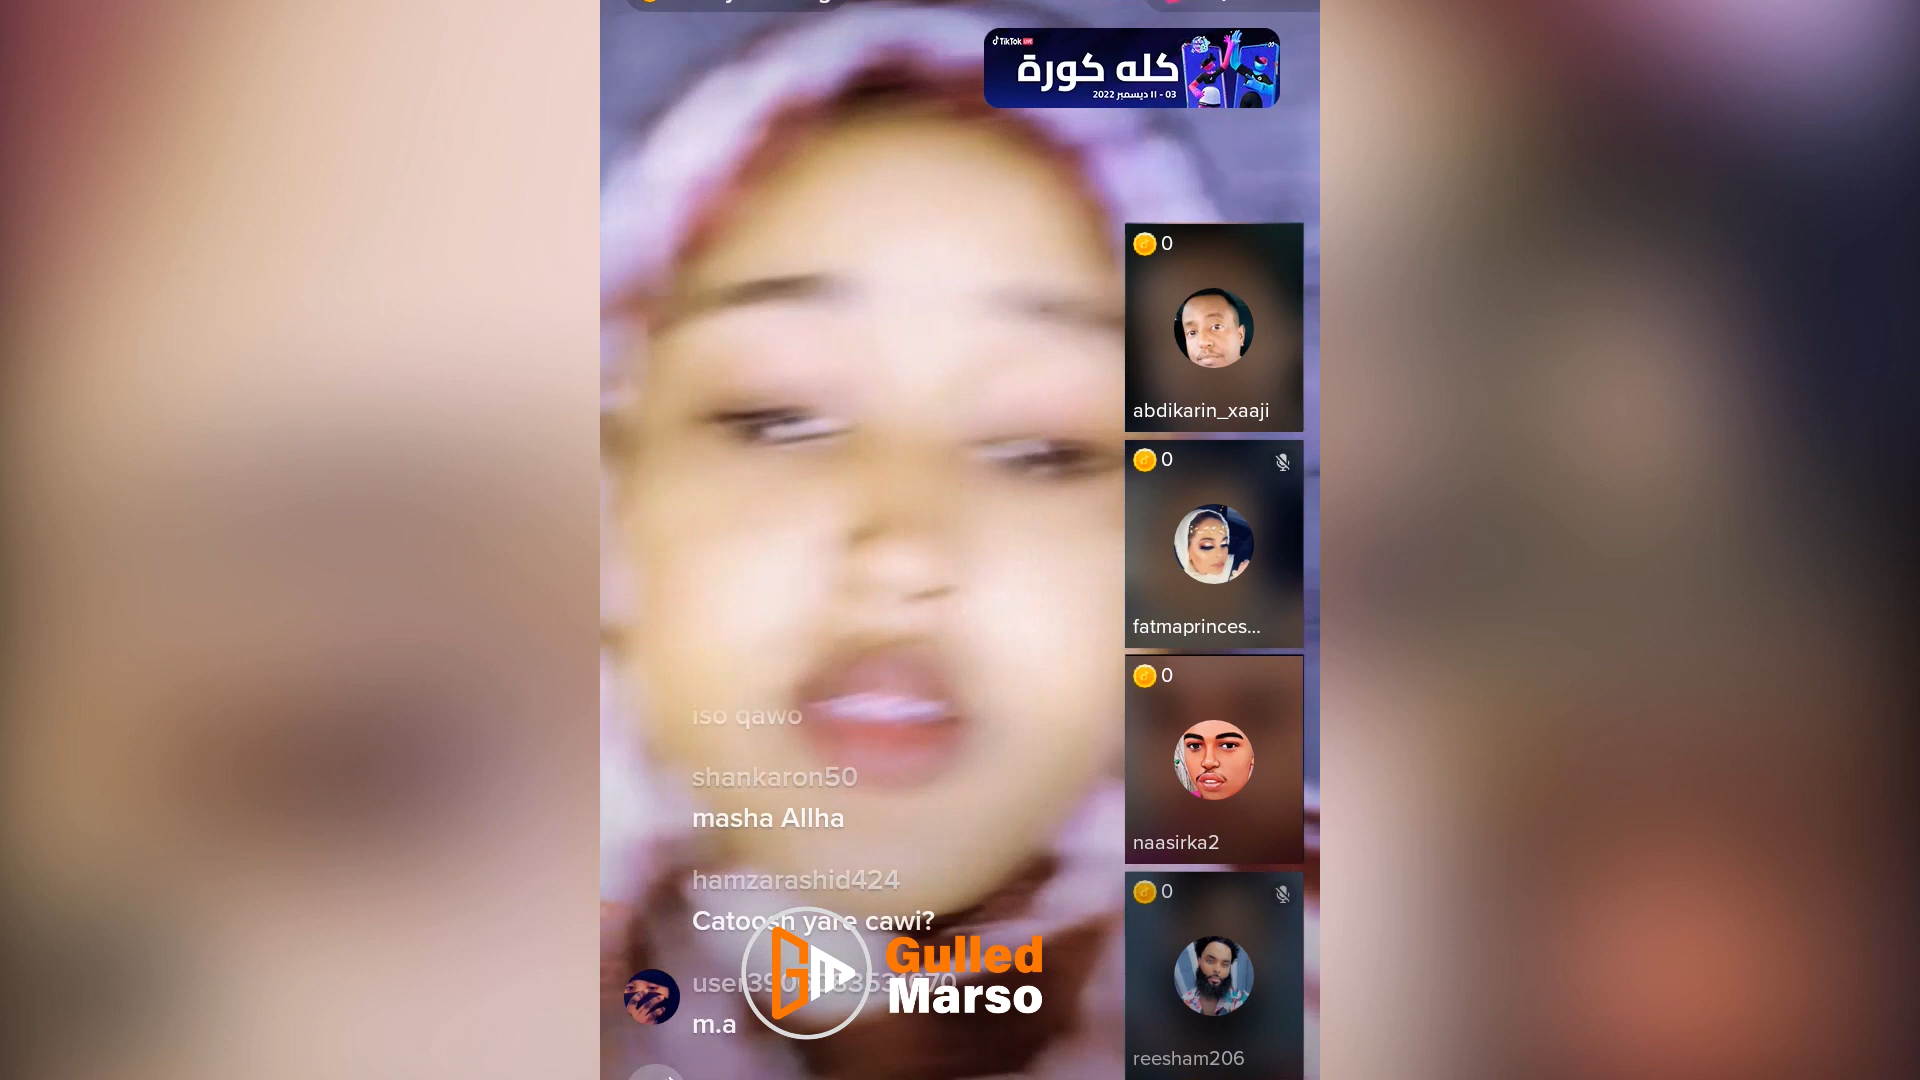 TikTok LIVE
كله كورة
03 - 11 ديسمبر 2022
0
abdikarin_xaaji
0
fatmaprinces...
0
naasirka2
0
reesham206
iso qawo
shankaron50
masha Allha
hamzarashid424
Catoosh yare cawi?
m.a
Gulled
Marso